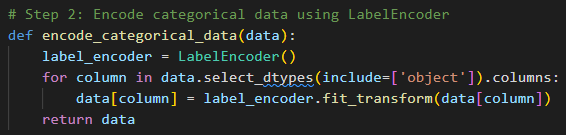 # Step 2: Encode categorical data using LabelEncoder
def encode_categorical_data(data):
    label_encoder = LabelEncoder()
    for column in data.select_dtypes(include=['object']).columns:
        data[column] = label_encoder.fit_transform(data[column])
    return data